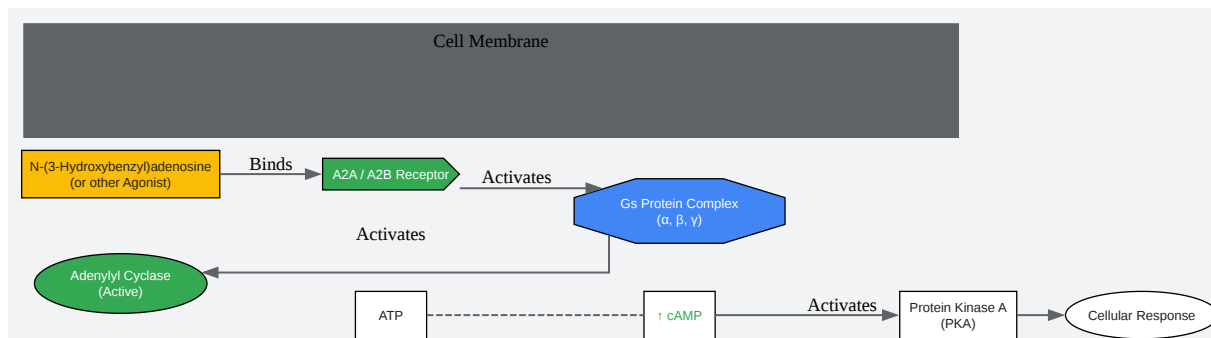 Cell Membrane
N-(3-Hydroxybenzyl)adenosine
(or other Agonist)
Binds
A2A / A2B Receptor
Activates
Gs Protein Complex
(α, β, γ)
Activates
Adenylyl Cyclase
(Active)
ATP
↑ cAMP
Activates
Protein Kinase A
(PKA)
Cellular Response